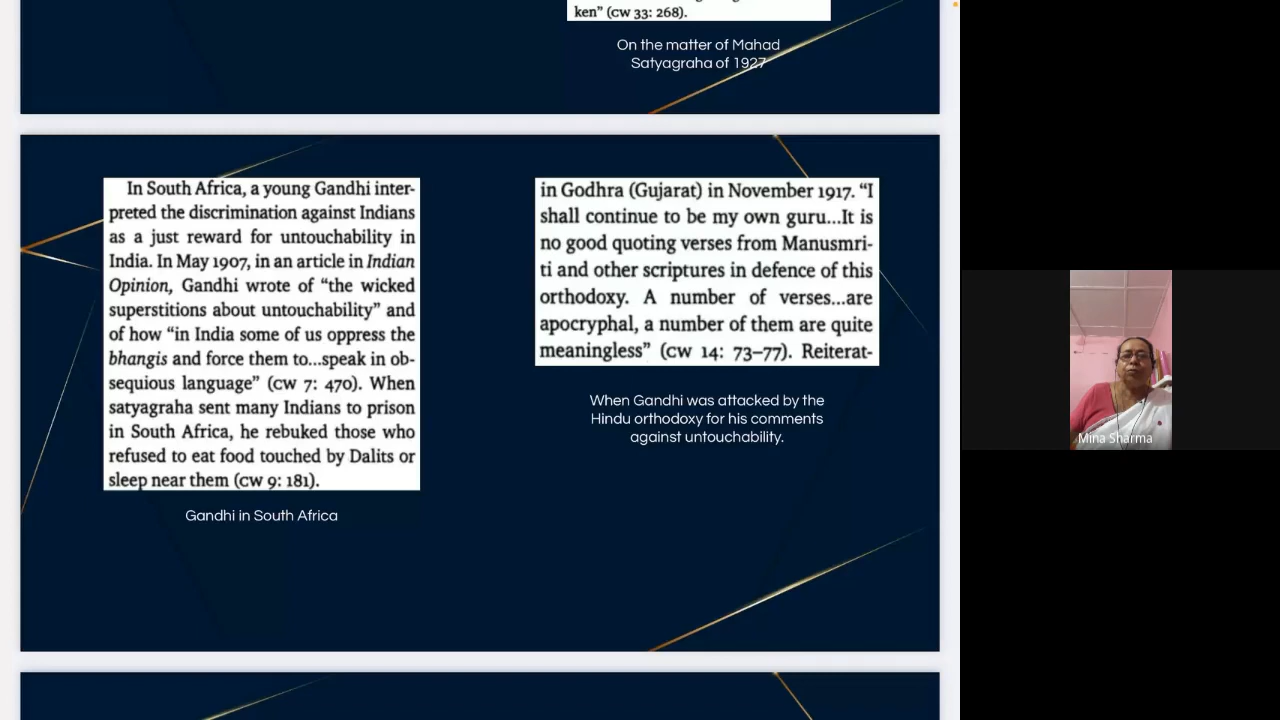 ken” (CW 33: 268).
On the matter of Mahad
Satyagraha of 1927
In South Africa, a young Gandhi inter-
preted the discrimination against Indians
as a just reward for untouchability in
India. In May 1907, in an article in Indian
Opinion, Gandhi wrote of “the wicked
superstitions about untouchability” and
of how “in India some of us oppress the
bhangis and force them to...speak in ob-
sequious language” (CW 7: 470). When
satyagraha sent many Indians to prison
in South Africa, he rebuked those who
refused to eat food touched by Dalits or
sleep near them (CW 9: 181).
Gandhi in South Africa
in Godhra (Gujarat) in November 1917. “I
shall continue to be my own guru...It is
no good quoting verses from Manusmri-
ti and other scriptures in defence of this
orthodoxy. A number of verses...are
apocryphal, a number of them are quite
meaningless” (CW 14: 73–77). Reiterat-
When Gandhi was attacked by the
Hindu orthodoxy for his comments
against untouchability.
Mina Sharma